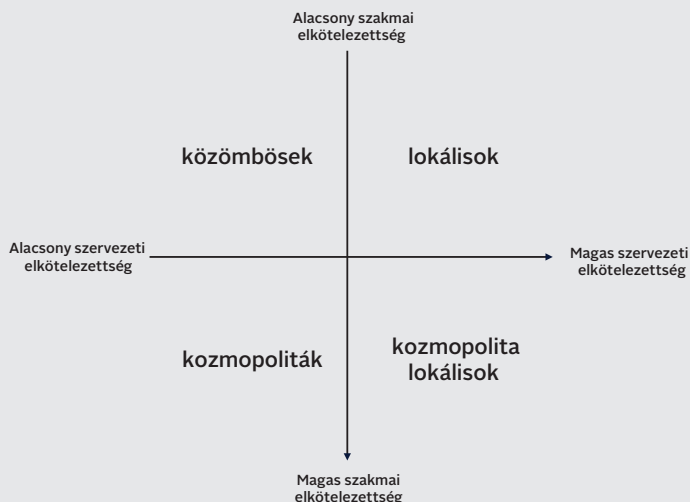 Alacsony szakmai
elkötelezettség
közömbösek
lokálisok
Alacsony szervezeti
elkötelezettség
Magas szervezeti
elkötelezettség
kozmopoliták
kozmopolita
lokálisok
Magas szakmai
elkötelezettség